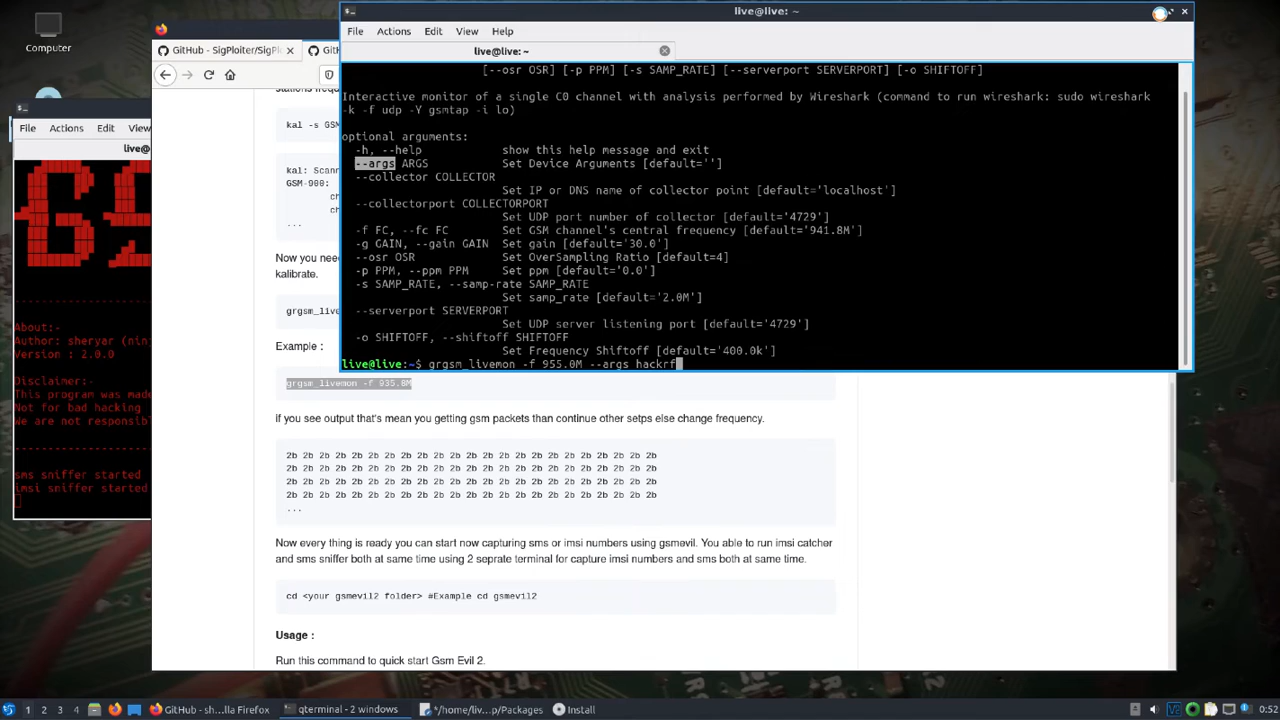 Computer
live@live: ~
File Actions Edit View Help
live@live: ~
[--osr OSR] [-p PPM] [-s SAMP_RATE] [--serverport SERVERPORT] [-o SHIFTOFF]
Interactive monitor of a single C0 channel with analysis performed by Wireshark (command to run wireshark: sudo wireshark
-k -f udp -Y gsmtap -i lo)
optional arguments:
-h, --help show this help message and exit
--args ARGS Set Device Arguments [default='']
--collector COLLECTOR
Set IP or DNS name of collector point [default='localhost']
--collectorport COLLECTORPORT
Set UDP port number of collector [default='4729']
-f FC, --fc FC Set GSM channel's central frequency [default='941.8M']
-g GAIN, --gain GAIN Set gain [default='30.0']
--osr OSR Set OverSampling Ratio [default=4]
-p PPM, --ppm PPM Set ppm [default='0.0']
-s SAMP_RATE, --samp-rate SAMP_RATE
Set samp_rate [default='2.0M']
--serverport SERVERPORT
Set UDP server listening port [default='4729']
-o SHIFTOFF, --shiftoff SHIFTOFF
Set Frequency Shiftoff [default='400.0k']
live@live:~$ grgsm_livemon -f 955.0M --args hackrf
GitHub - SigPloiter/SigPl
GitH
kal -s GSM
kal: Scann
GSM-900:
ch
ch
...
Now you need
kalibrate.
grgsm_live
Example :
grgsm_livemon -f 935.8M
if you see output that's mean you getting gsm packets than continue other setps else change frequency.
2b 2b 2b 2b 2b 2b 2b 2b 2b 2b 2b 2b 2b 2b 2b 2b 2b 2b 2b 2b 2b
2b 2b 2b 2b 2b 2b 2b 2b 2b 2b 2b 2b 2b 2b 2b 2b 2b 2b 2b 2b 2b
2b 2b 2b 2b 2b 2b 2b 2b 2b 2b 2b 2b 2b 2b 2b 2b 2b 2b 2b 2b 2b
2b 2b 2b 2b 2b 2b 2b 2b 2b 2b 2b 2b 2b 2b 2b 2b 2b 2b 2b 2b 2b
...
Now every thing is ready you can start now capturing sms or imsi numbers using gsmevil. You able to run imsi catcher
and sms sniffer both at same time using 2 seprate terminal for capture imsi numbers and sms both at same time.
cd <your gsmevil2 folder> #Example cd gsmevil2
Usage :
Run this command to quick start Gsm Evil 2.
File Actions Edit View
live@
About:-
Author: sheryar (nin
Version : 2.0.0
Disclaimer:-
This program was made
Not for bad hacking
We are not responsibl
sms sniffer started
imsi sniffer started
1 2 3 4
GitHub - sh...lla Firefox
qterminal - 2 windows
*/home/liv...p/Packages
Install
0:52